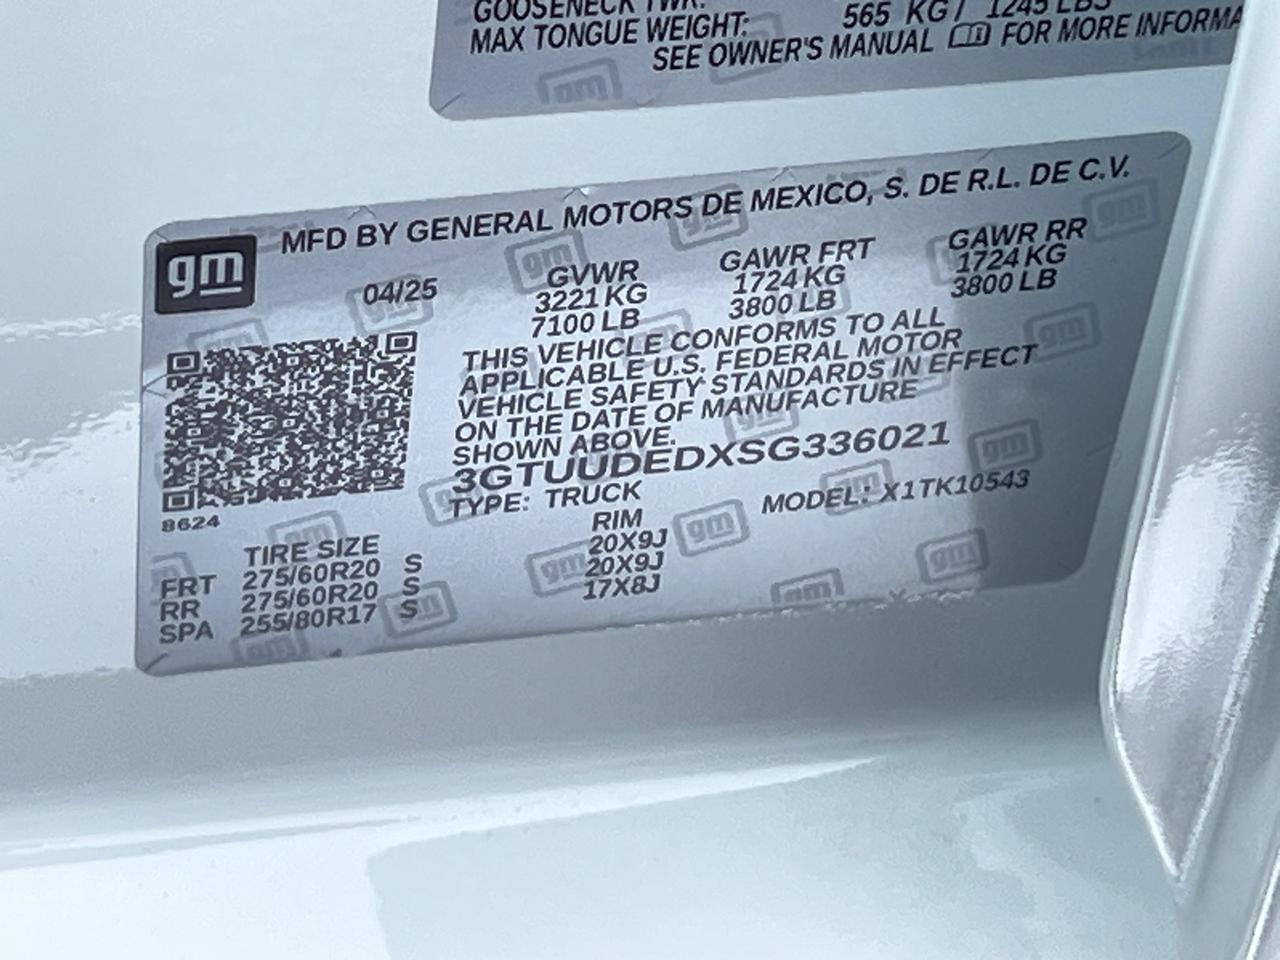 GOOSENECK TWR:
MAX TONGUE WEIGHT: 565 KG / 1245 LBS
SEE OWNER'S MANUAL FOR MORE INFORMA
gm
MFD BY GENERAL MOTORS DE MEXICO, S. DE R.L. DE C.V.
04/25 GVWR GAWR FRT GAWR RR
3221 KG 1724 KG 1724 KG
7100 LB 3800 LB 3800 LB
THIS VEHICLE CONFORMS TO ALL
APPLICABLE U.S. FEDERAL MOTOR
VEHICLE SAFETY STANDARDS IN EFFECT
ON THE DATE OF MANUFACTURE
SHOWN ABOVE.
3GTUUDEDXSG336021
TYPE: TRUCK MODEL: X1TK10543
8624
TIRE SIZE RIM
FRT 275/60R20 S 20X9J
RR 275/60R20 S 20X9J
SPA 255/80R17 S 17X8J